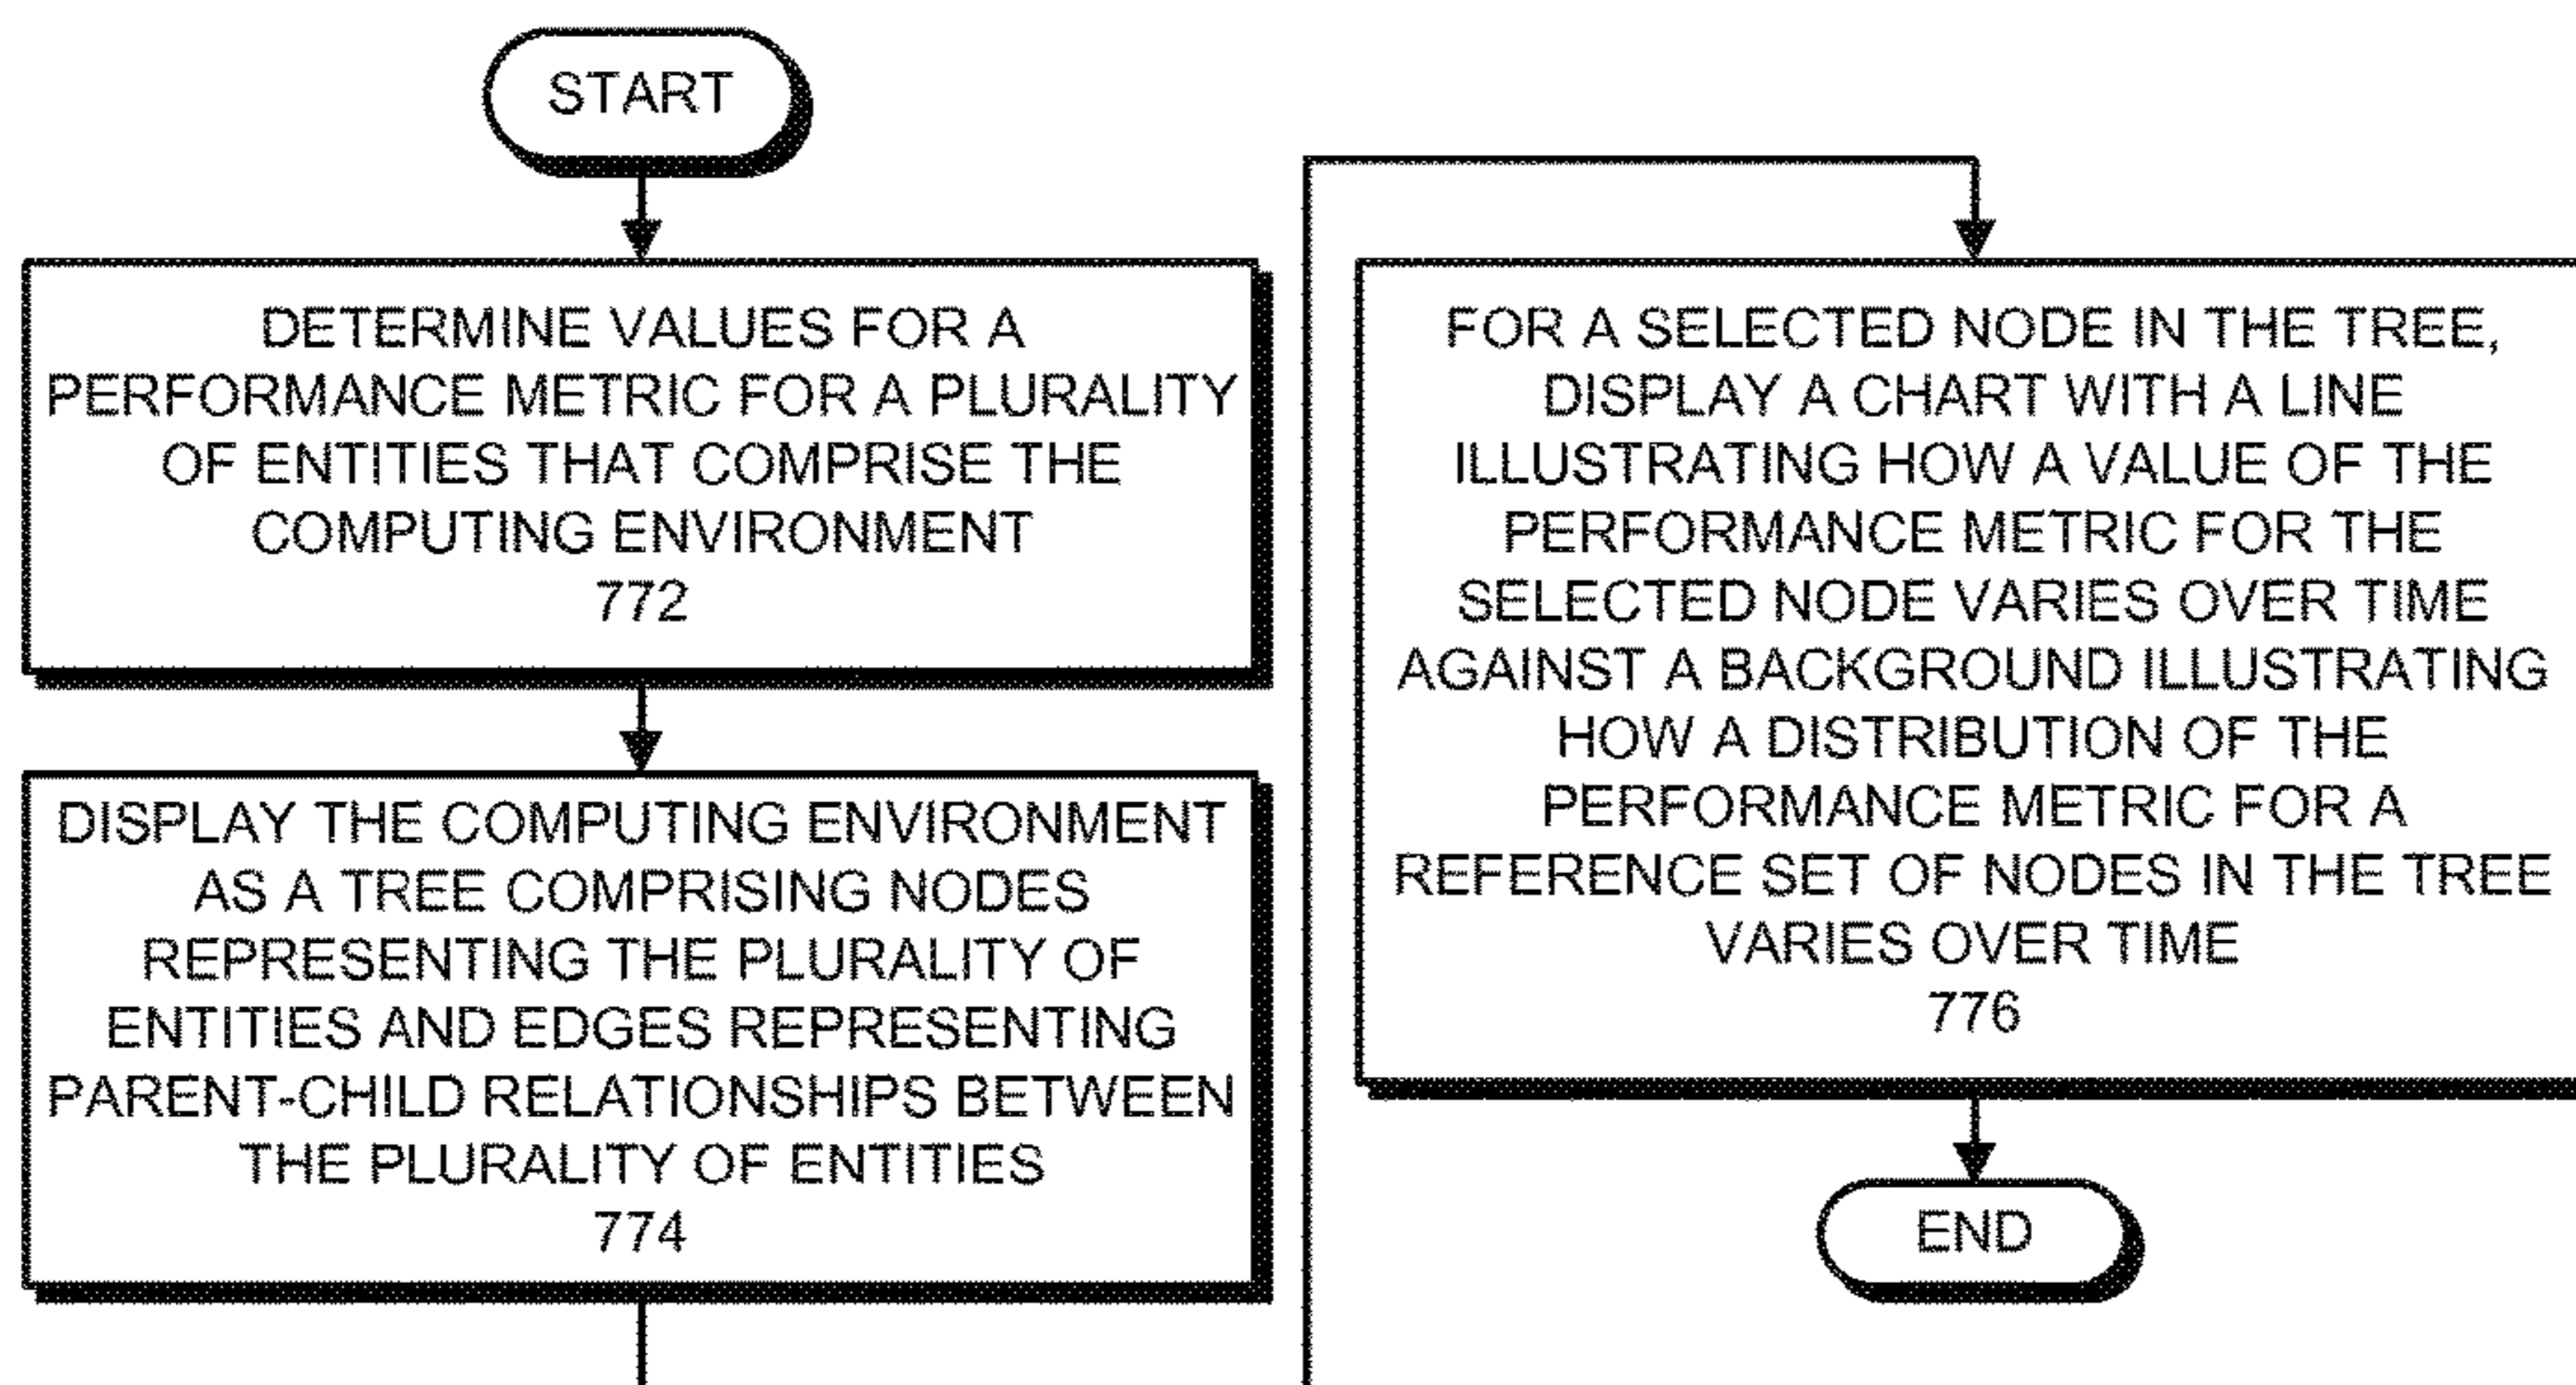 START
DETERMINE VALUES FOR A
PERFORMANCE METRIC FOR A PLURALITY
OF ENTITIES THAT COMPRISE THE
COMPUTING ENVIRONMENT
772
DISPLAY THE COMPUTING ENVIRONMENT
AS A TREE COMPRISING NODES
REPRESENTING THE PLURALITY OF
ENTITIES AND EDGES REPRESENTING
PARENT-CHILD RELATIONSHIPS BETWEEN
THE PLURALITY OF ENTITIES
774
FOR A SELECTED NODE IN THE TREE,
DISPLAY A CHART WITH A LINE
ILLUSTRATING HOW A VALUE OF THE
PERFORMANCE METRIC FOR THE
SELECTED NODE VARIES OVER TIME
AGAINST A BACKGROUND ILLUSTRATING
HOW A DISTRIBUTION OF THE
PERFORMANCE METRIC FOR A
REFERENCE SET OF NODES IN THE TREE
VARIES OVER TIME
776
END